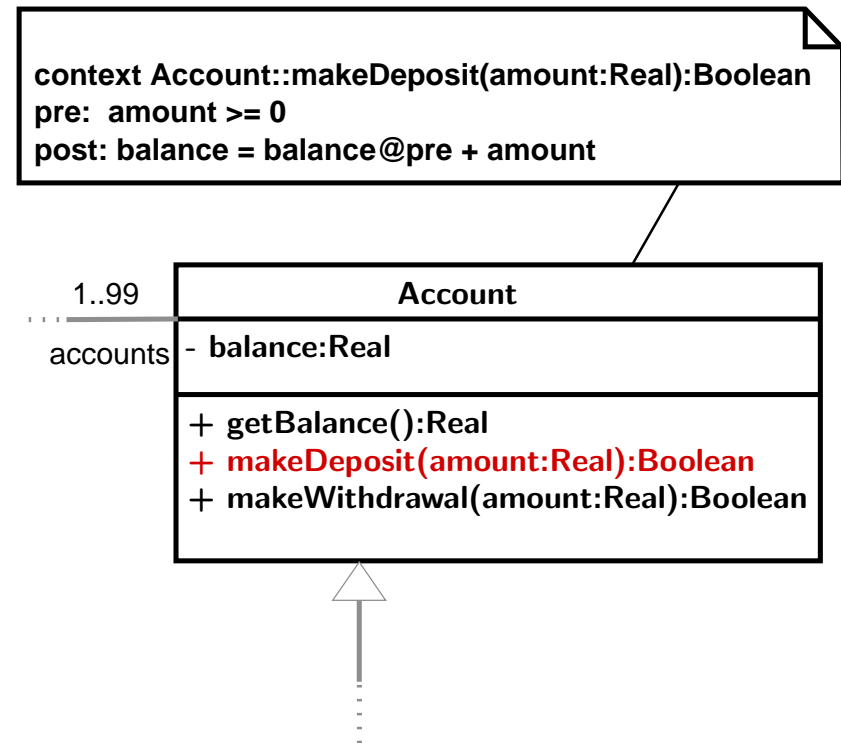 context Account::makeDeposit(amount:Real):Boolean
pre: amount >= 0
post: balance = balance@pre + amount
1..99
Account
accounts
- balance:Real
+ getBalance():Real
+ makeDeposit(amount:Real):Boolean
+ makeWithdrawal(amount:Real):Boolean